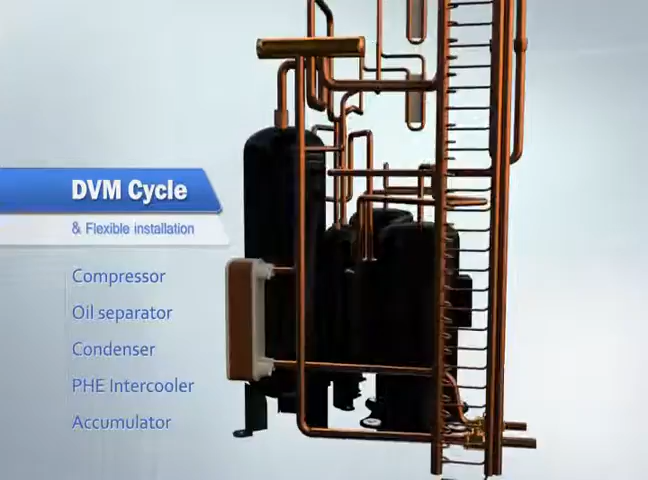 DVM Cycle
& Flexible installation
Compressor
Oil separator
Condenser
PHE Intercooler
Accumulator